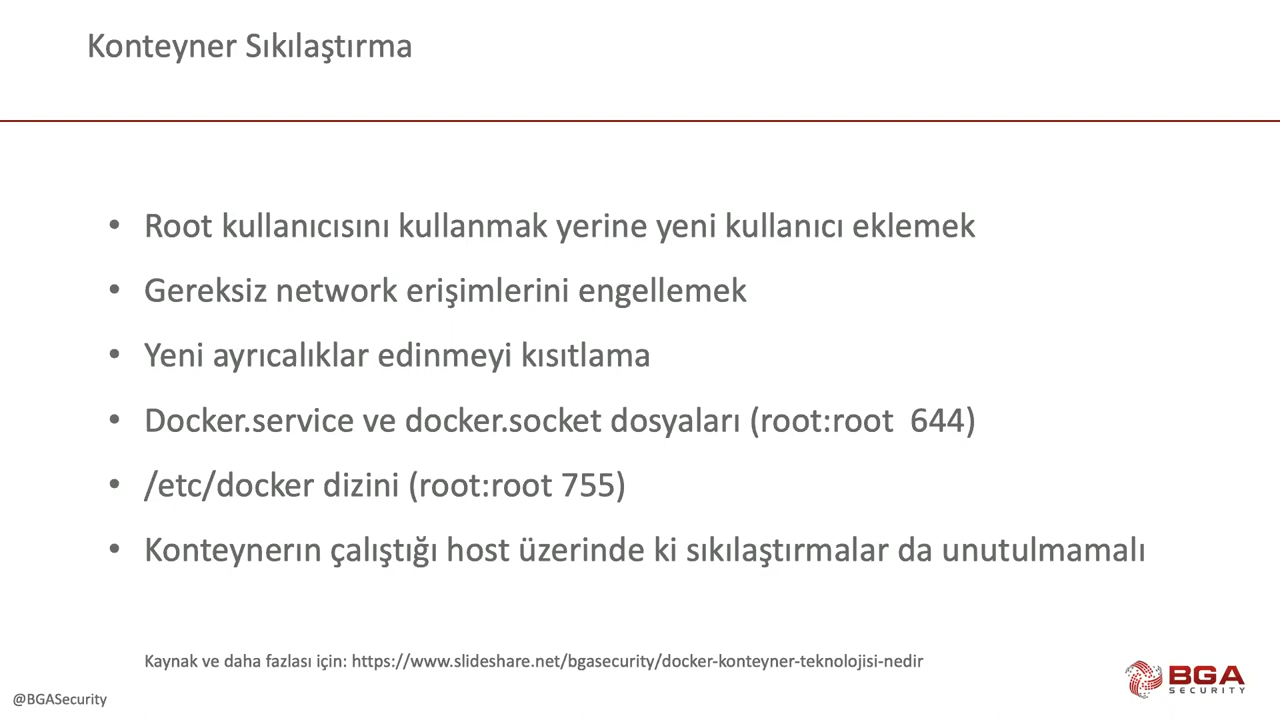 Konteyner Sıkılaştırma
• Root kullanıcısını kullanmak yerine yeni kullanıcı eklemek
• Gereksiz network erişimlerini engellemek
• Yeni ayrıcalıklar edinmeyi kısıtlama
• Docker.service ve docker.socket dosyaları (root:root  644)
• /etc/docker dizini (root:root 755)
• Konteynerın çalıştığı host üzerinde ki sıkılaştırmalar da unutulmamalı
Kaynak ve daha fazlası için: https://www.slideshare.net/bgasecurity/docker-konteyner-teknolojisi-nedir
BGA
SECURITY
@BGASecurity